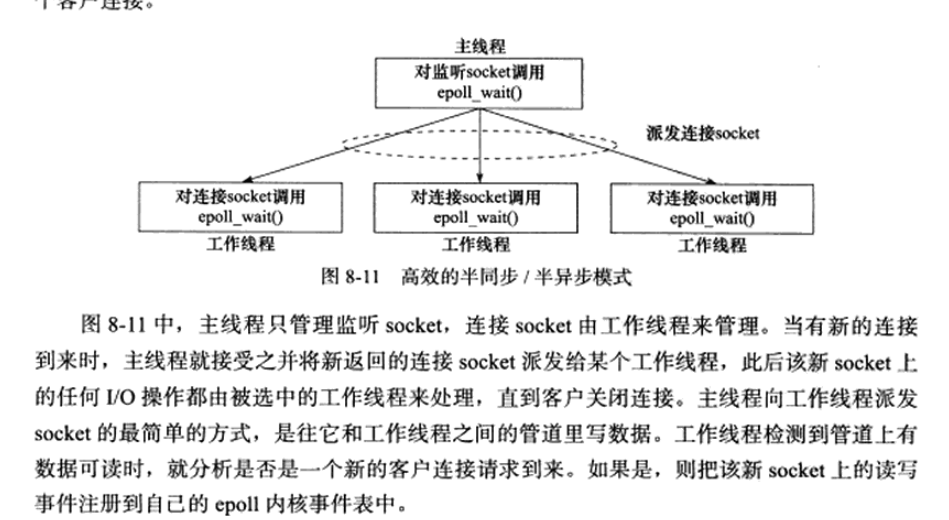 个客户连接。
主线程
对监听socket调用
epoll_wait()
派发连接socket
对连接socket调用 对连接socket调用 对连接socket调用
epoll_wait() epoll_wait() epoll_wait()
工作线程 工作线程 工作线程
图 8-11 高效的半同步 / 半异步模式
图 8-11 中，主线程只管理监听 socket，连接 socket 由工作线程来管理。当有新的连接
到来时，主线程就接受之并将新返回的连接 socket 派发给某个工作线程，此后该新 socket 上
的任何 I/O 操作都由被选中的工作线程来处理，直到客户关闭连接。主线程向工作线程派发
socket 的最简单的方式，是往它和工作线程之间的管道里写数据。工作线程检测到管道上有
数据可读时，就分析是否是一个新的客户连接请求到来。如果是，则把该新 socket 上的读写
事件注册到自己的 epoll 内核事件表中。